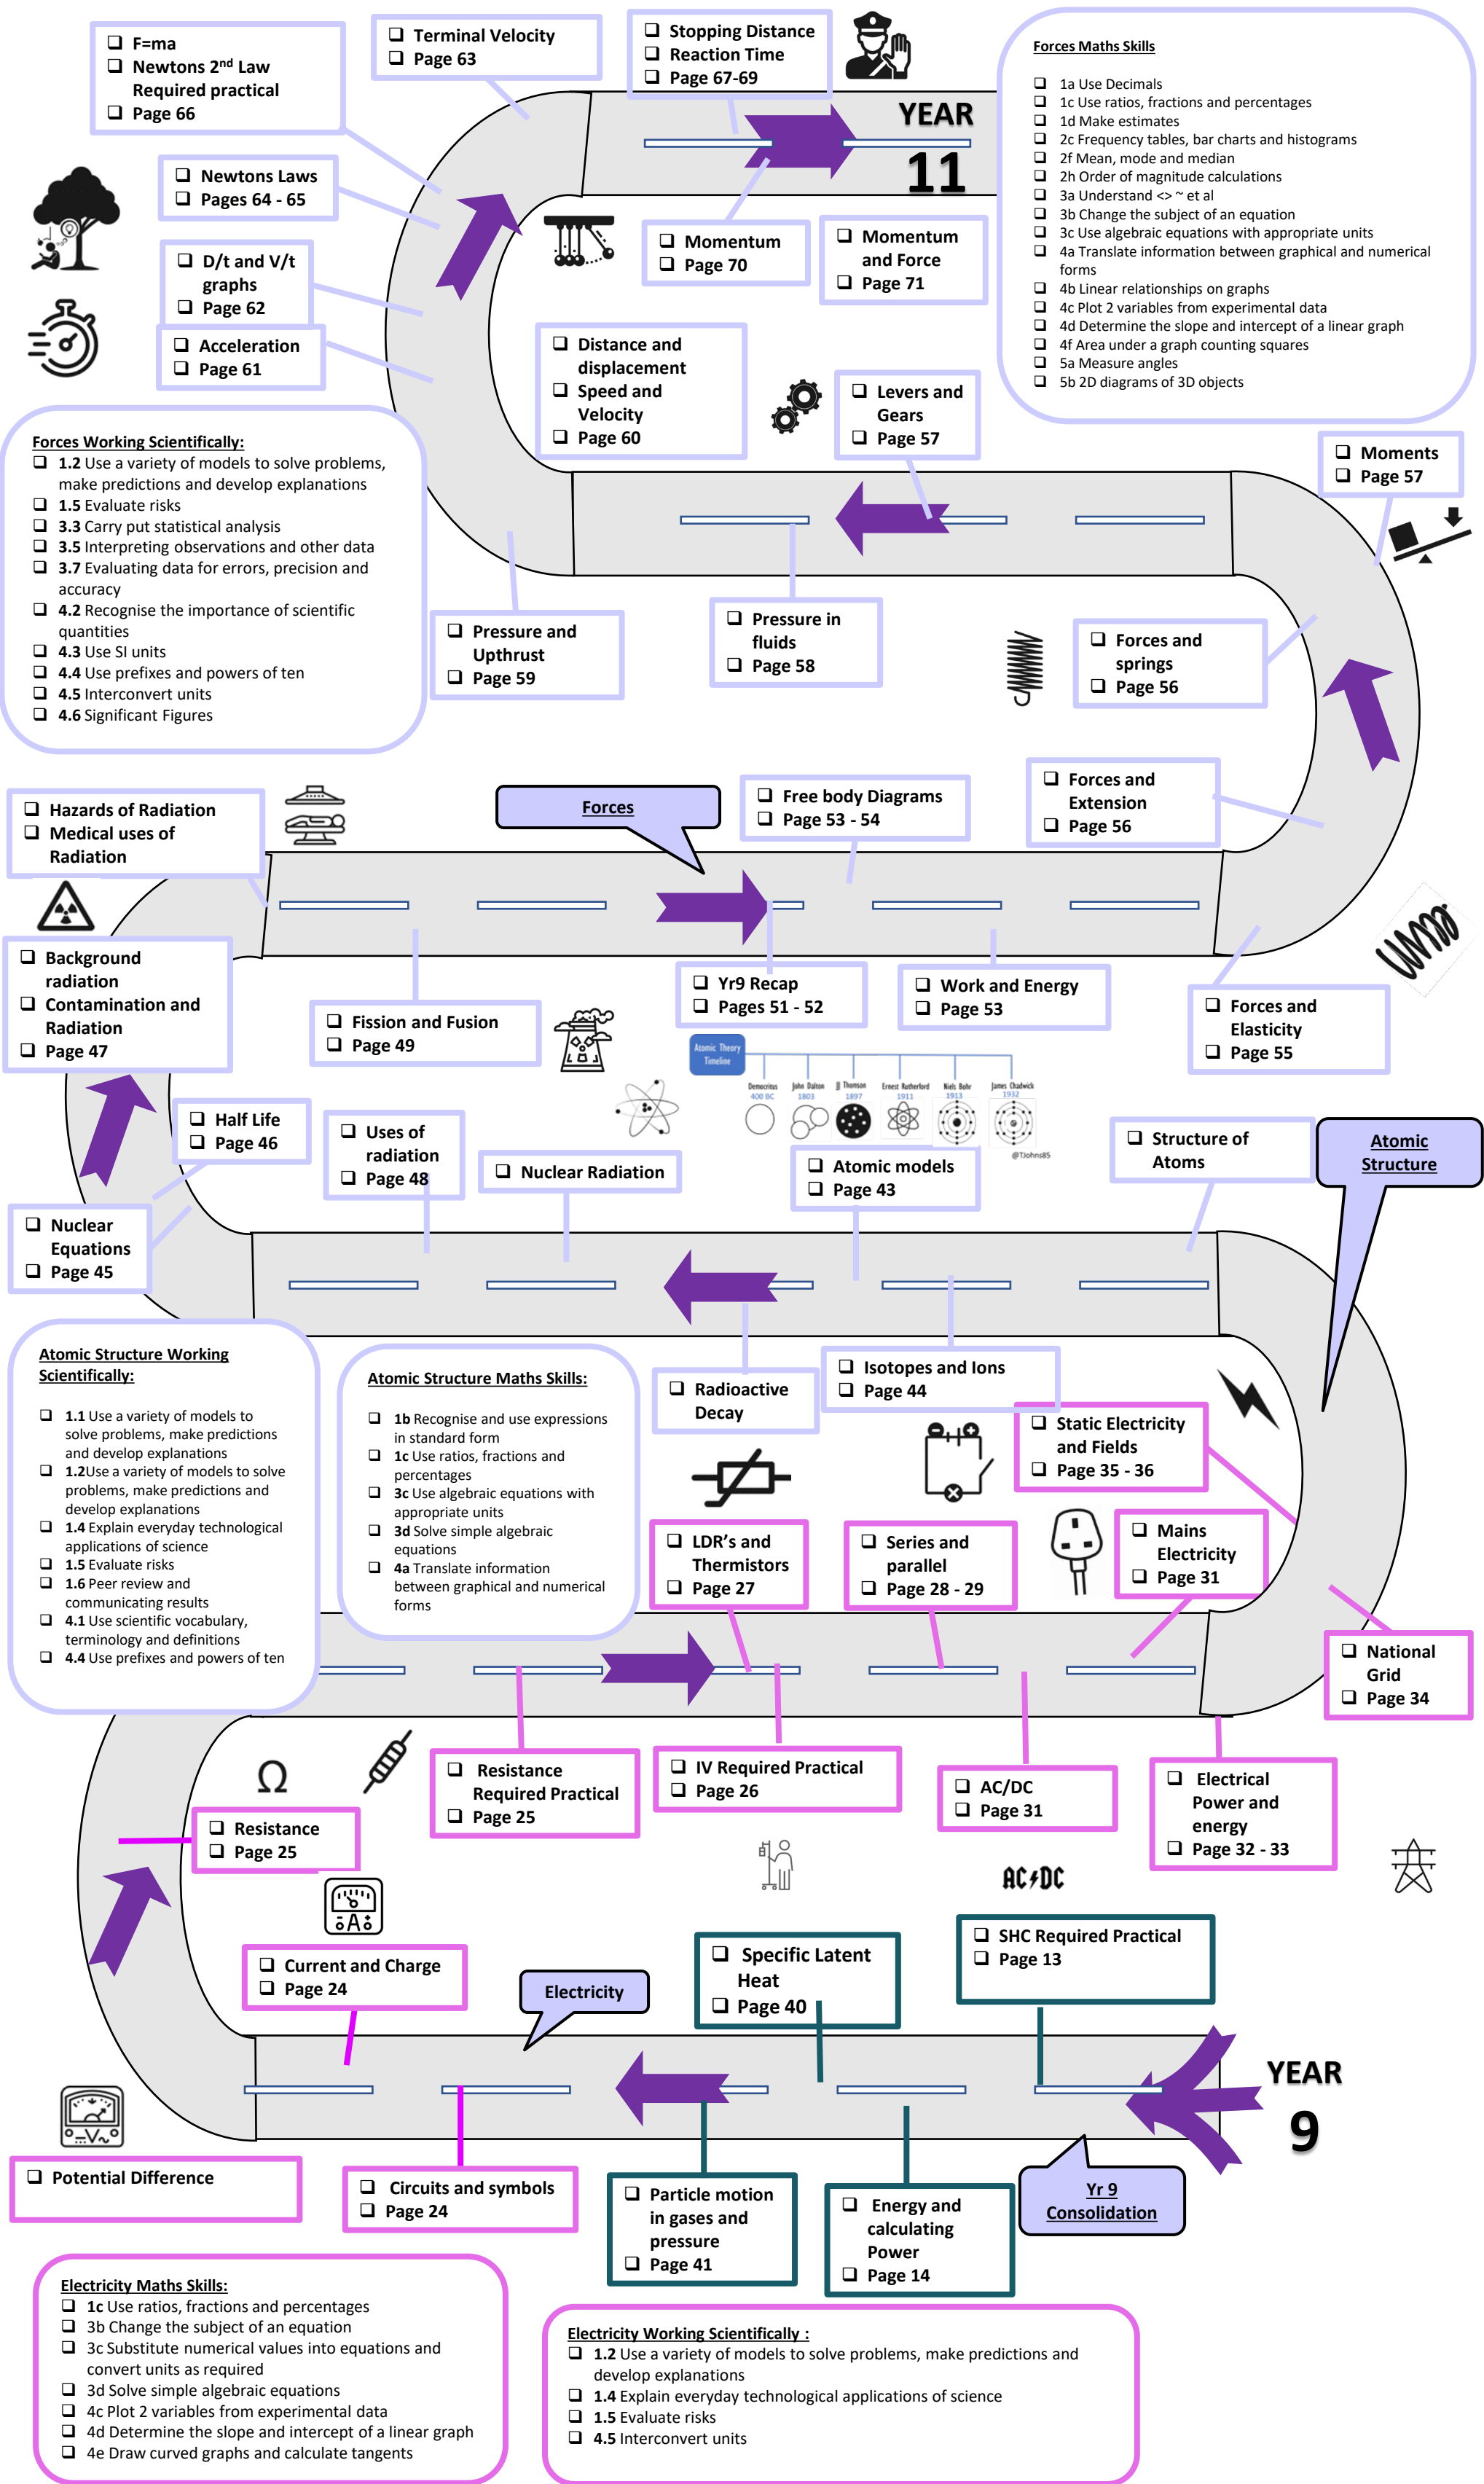 F=ma
Newtons 2nd Law
Required practical
Page 66
Terminal Velocity
Page 63
Stopping Distance
Reaction Time
Page 67-69
YEAR
11
Forces Maths Skills
1a Use Decimals
1c Use ratios, fractions and percentages
1d Make estimates
2c Frequency tables, bar charts and histograms
2f Mean, mode and median
2h Order of magnitude calculations
3a Understand <> ~ et al
3b Change the subject of an equation
3c Use algebraic equations with appropriate units
4a Translate information between graphical and numerical
forms
4b Linear relationships on graphs
4c Plot 2 variables from experimental data
4d Determine the slope and intercept of a linear graph
4f Area under a graph counting squares
5a Measure angles
5b 2D diagrams of 3D objects
Newtons Laws
Pages 64 - 65
D/t and V/t
graphs
Page 62
Acceleration
Page 61
Momentum
Page 70
Momentum
and Force
Page 71
Distance and
displacement
Speed and
Velocity
Page 60
Levers and
Gears
Page 57
Moments
Page 57
Forces Working Scientifically:
1.2 Use a variety of models to solve problems,
make predictions and develop explanations
1.5 Evaluate risks
3.3 Carry put statistical analysis
3.5 Interpreting observations and other data
3.7 Evaluating data for errors, precision and
accuracy
4.2 Recognise the importance of scientific
quantities
4.3 Use SI units
4.4 Use prefixes and powers of ten
4.5 Interconvert units
4.6 Significant Figures
Pressure and
Upthrust
Page 59
Pressure in
fluids
Page 58
Forces and
springs
Page 56
Forces and
Extension
Page 56
Hazards of Radiation
Medical uses of
Radiation
Forces
Free body Diagrams
Page 53 - 54
Background
radiation
Contamination and
Radiation
Page 47
Fission and Fusion
Page 49
Yr9 Recap
Pages 51 - 52
Work and Energy
Page 53
Forces and
Elasticity
Page 55
Atomic Theory
Timeline
Democritus
400 BC
John Dalton
1803
JJ Thomson
1897
Ernest Rutherford
1911
Niels Bohr
1913
James Chadwick
1932
@TJohns85
Half Life
Page 46
Uses of
radiation
Page 48
Nuclear Radiation
Atomic models
Page 43
Structure of
Atoms
Atomic
Structure
Nuclear
Equations
Page 45
Atomic Structure Working
Scientifically:
1.1 Use a variety of models to
solve problems, make predictions
and develop explanations
1.2Use a variety of models to solve
problems, make predictions and
develop explanations
1.4 Explain everyday technological
applications of science
1.5 Evaluate risks
1.6 Peer review and
communicating results
4.1 Use scientific vocabulary,
terminology and definitions
4.4 Use prefixes and powers of ten
Atomic Structure Maths Skills:
1b Recognise and use expressions
in standard form
1c Use ratios, fractions and
percentages
3c Use algebraic equations with
appropriate units
3d Solve simple algebraic
equations
4a Translate information
between graphical and numerical
forms
Radioactive
Decay
Isotopes and Ions
Page 44
Static Electricity
and Fields
Page 35 - 36
LDR's and
Thermistors
Page 27
Series and
parallel
Page 28 - 29
Mains
Electricity
Page 31
National
Grid
Page 34
Ω
Resistance
Page 25
Resistance
Required Practical
Page 25
IV Required Practical
Page 26
AC/DC
Page 31
Electrical
Power and
energy
Page 32 - 33
A
AC DC
Current and Charge
Page 24
Electricity
Specific Latent
Heat
Page 40
SHC Required Practical
Page 13
YEAR
9
V
Potential Difference
Circuits and symbols
Page 24
Particle motion
in gases and
pressure
Page 41
Energy and
calculating
Power
Page 14
Yr 9
Consolidation
Electricity Maths Skills:
1c Use ratios, fractions and percentages
3b Change the subject of an equation
3c Substitute numerical values into equations and
convert units as required
3d Solve simple algebraic equations
4c Plot 2 variables from experimental data
4d Determine the slope and intercept of a linear graph
4e Draw curved graphs and calculate tangents
Electricity Working Scientifically :
1.2 Use a variety of models to solve problems, make predictions and
develop explanations
1.4 Explain everyday technological applications of science
1.5 Evaluate risks
4.5 Interconvert units